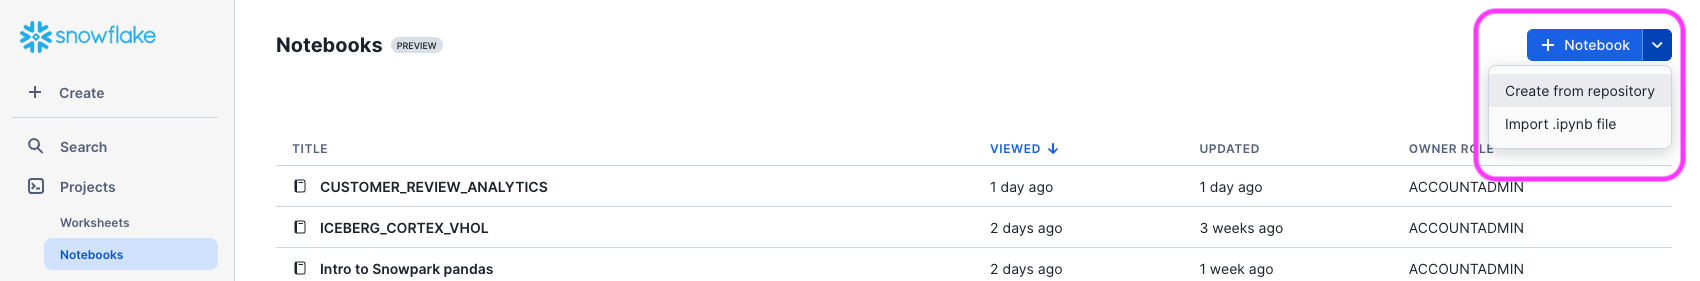 snowflake
Notebooks PREVIEW
Notebook
Create
Create from repository
Import .ipynb file
Search
TITLE VIEWED UPDATED OWNER ROLE
Projects
CUSTOMER_REVIEW_ANALYTICS 1 day ago 1 day ago ACCOUNTADMIN
Worksheets
ICEBERG_CORTEX_VHOL 2 days ago 3 weeks ago ACCOUNTADMIN
Notebooks
Intro to Snowpark pandas 2 days ago 1 week ago ACCOUNTADMIN